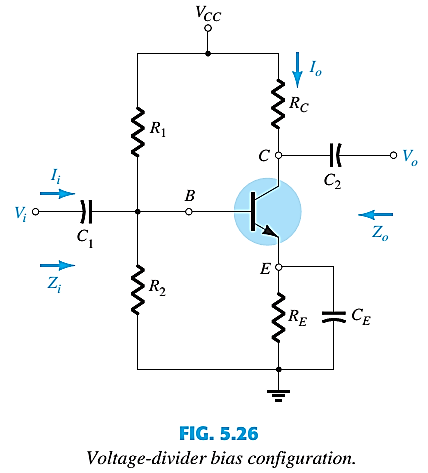 V_CC
I_o
R_C
R_1
C
V_o
C_2
I_i
B
V_i
C_1
Z_o
Z_i
E
R_2
R_E
C_E
FIG. 5.26
Voltage-divider bias configuration.